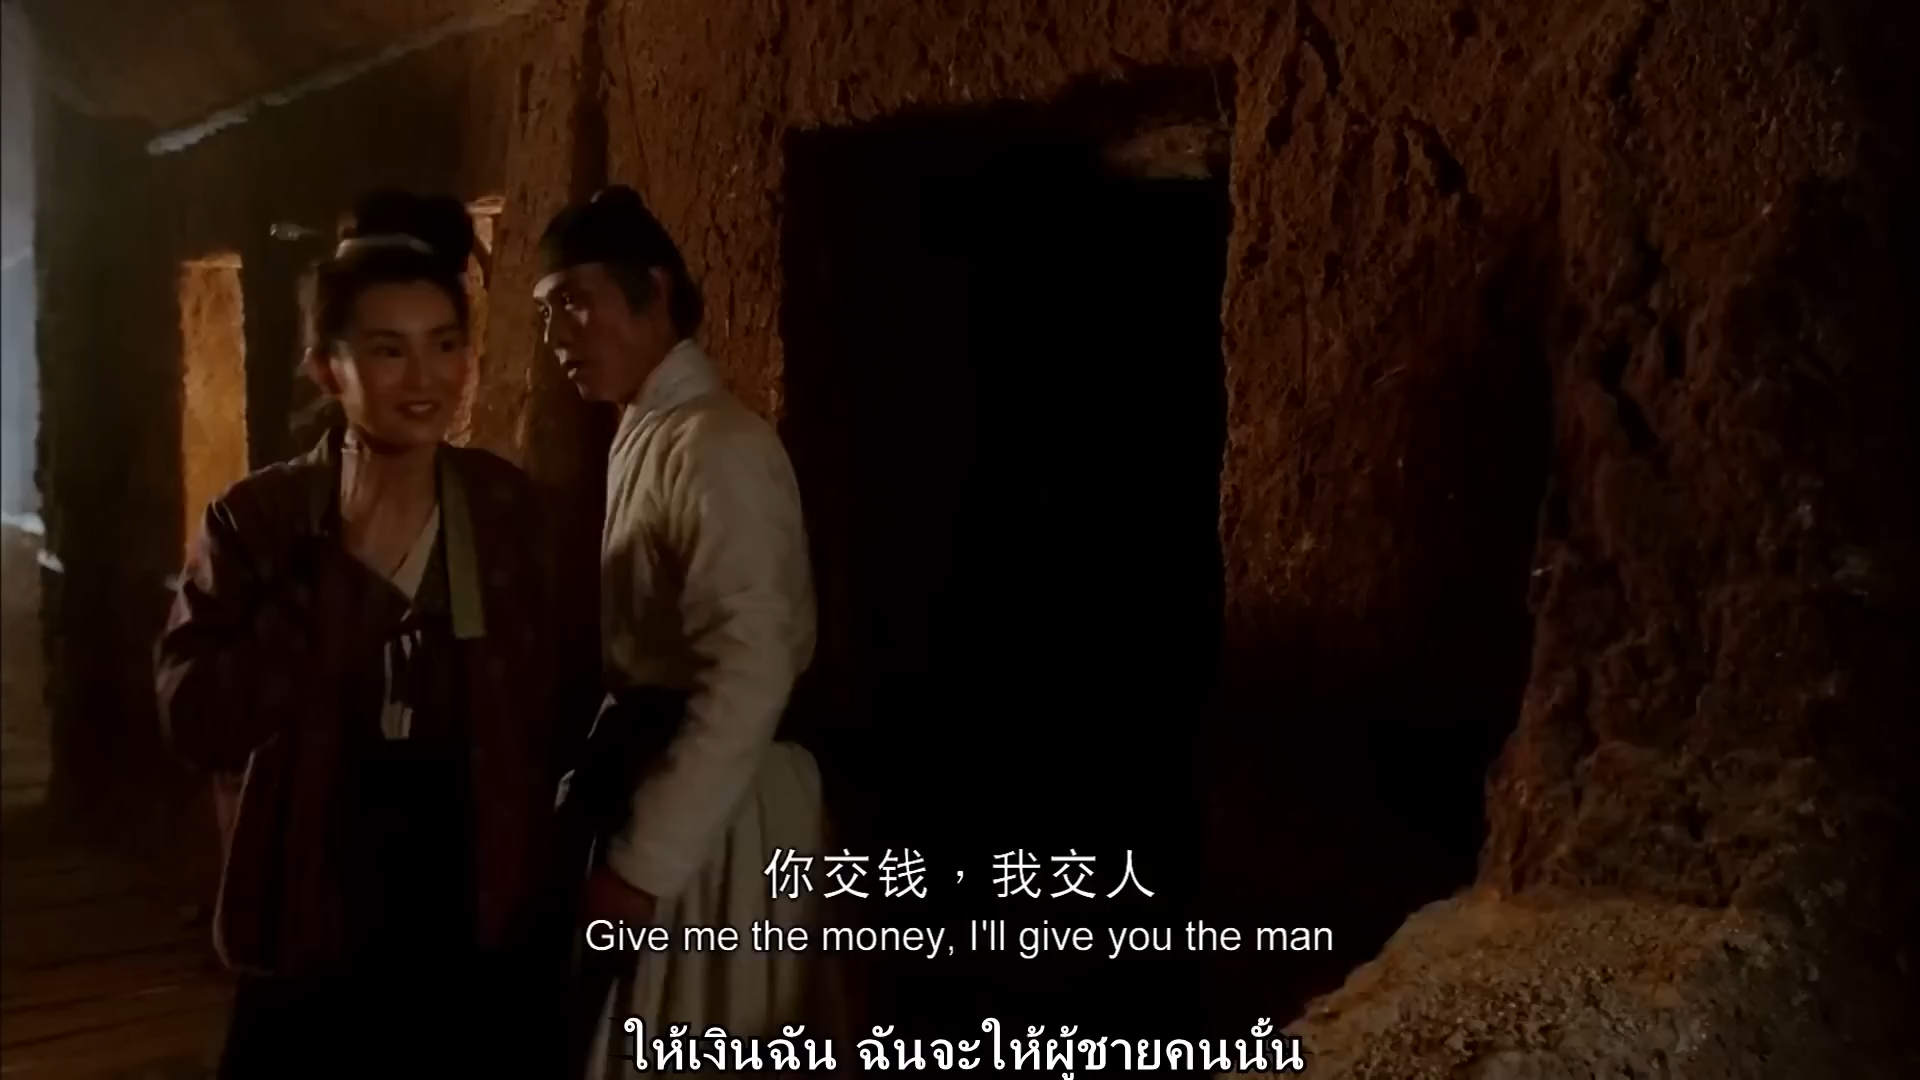 你交钱，我交人
Give me the money, I'll give you the man
ให้เงินฉัน ฉันจะให้ผู้ชายคนนั้น